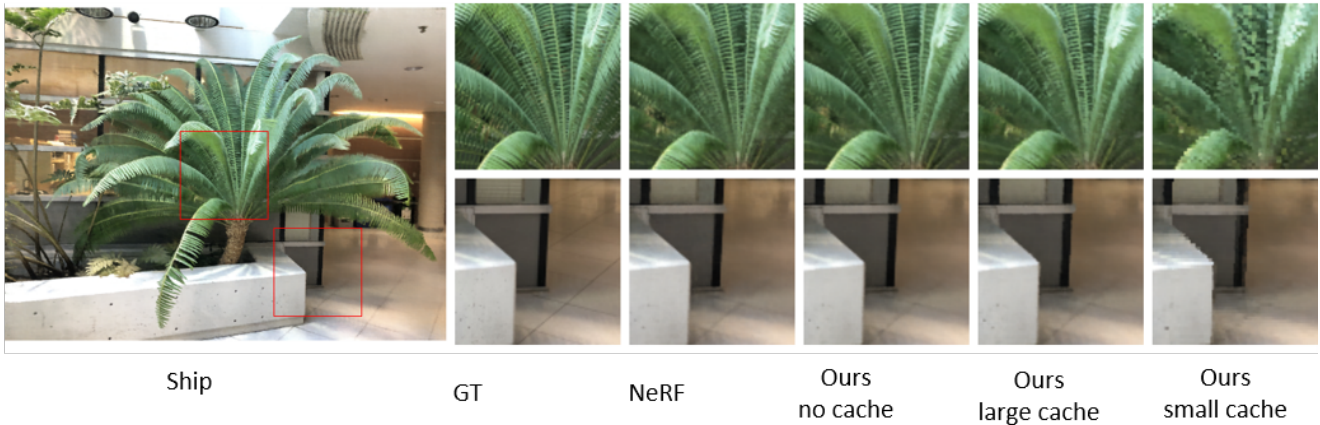 Ship
GT
NeRF
Ours
no cache
Ours
large cache
Ours
small cache